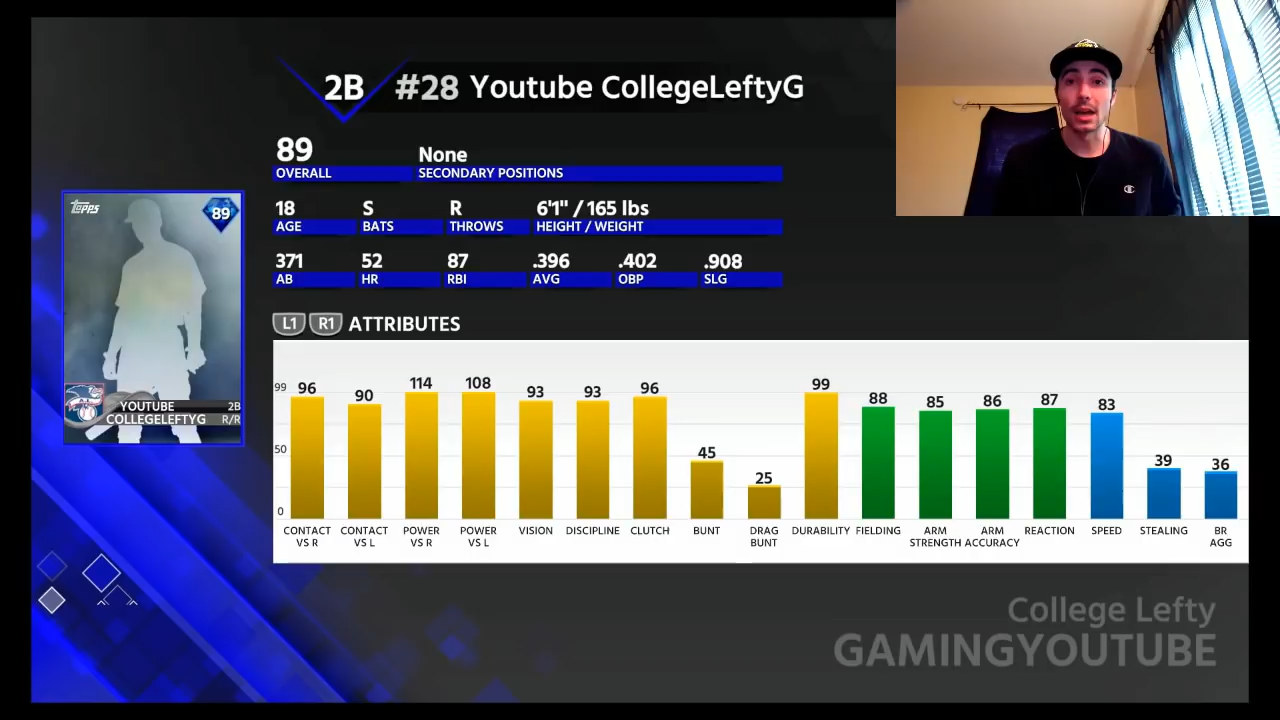 2B #28 Youtube CollegeLeftyG
89 None
OVERALL SECONDARY POSITIONS
18 S R 6'1" / 165 lbs
AGE BATS THROWS HEIGHT / WEIGHT
371 52 87 .396 .402 .908
AB HR RBI AVG OBP SLG
Topps 89
YOUTUBE 2B
COLLEGELEFTYG R/R
L1 R1 ATTRIBUTES
99
50
0
96 90 114 108 93 93 96 45 25 99 88 85 86 87 83 39 36
CONTACT VS R
CONTACT VS L
POWER VS R
POWER VS L
VISION
DISCIPLINE
CLUTCH
BUNT
DRAG BUNT
DURABILITY
FIELDING
ARM STRENGTH
ARM ACCURACY
REACTION
SPEED
STEALING
BR AGG
College Lefty
GAMINGYOUTUBE